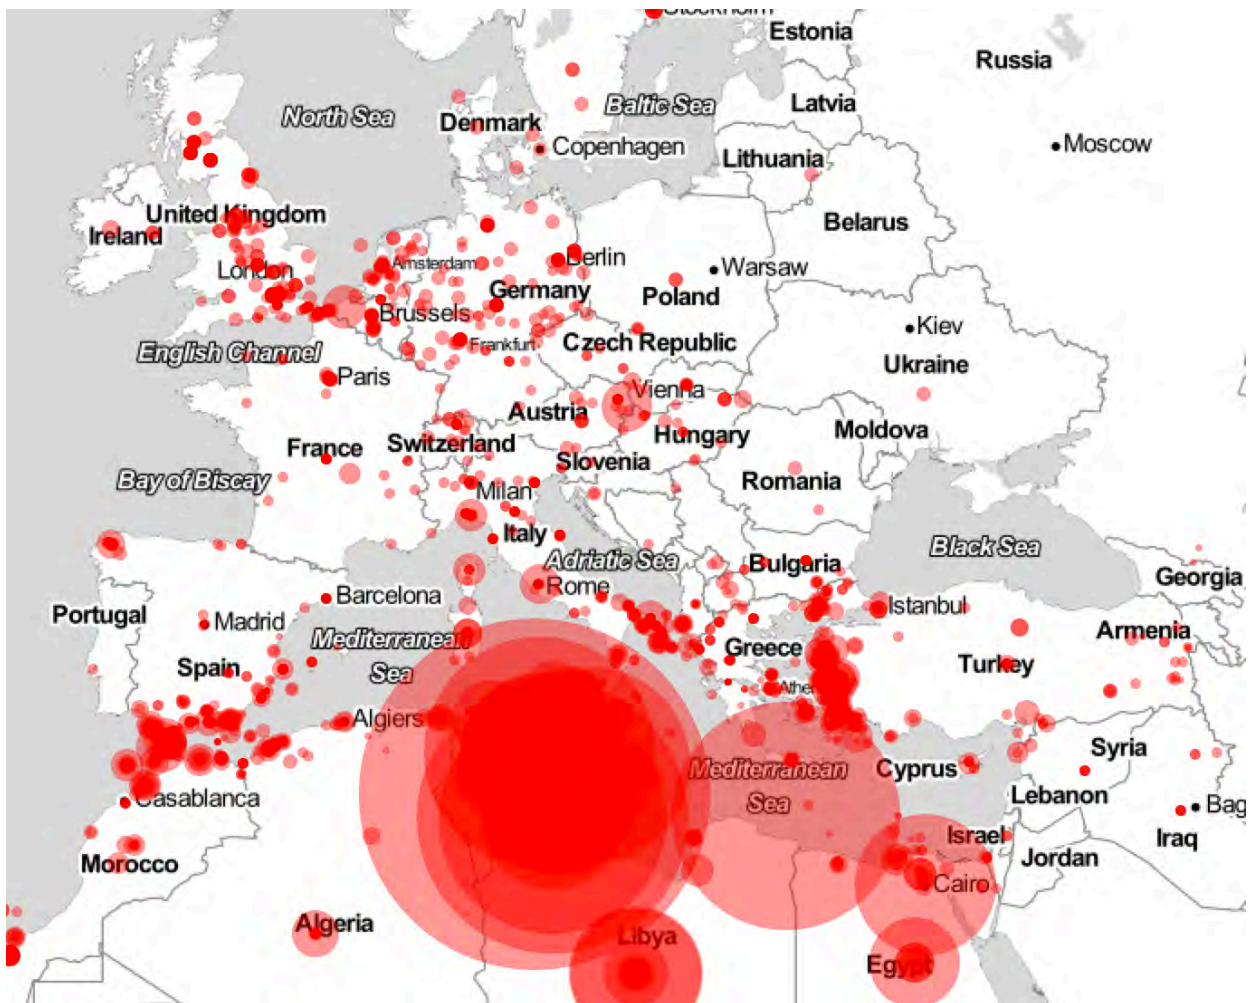 Stockholm
Estonia
Russia
North Sea
Baltic Sea
Latvia
Denmark
Copenhagen
Moscow
Lithuania
United Kingdom
Belarus
Ireland
London
Amsterdam
Berlin
Warsaw
Germany
Poland
Brussels
Kiev
English Channel
Frankfurt
Czech Republic
Ukraine
Paris
Vienna
Austria
France
Switzerland
Hungary
Moldova
Slovenia
Bay of Biscay
Milan
Romania
Italy
Adriatic Sea
Bulgaria
Black Sea
Georgia
Rome
Barcelona
Istanbul
Portugal
Madrid
Mediterranean
Sea
Greece
Armenia
Spain
Turkey
Athe
Algiers
Syria
Mediterranean
Sea
Cyprus
Casablanca
Lebanon
Bag
Israel
Iraq
Morocco
Jordan
Cairo
Algeria
Libya
Egypt